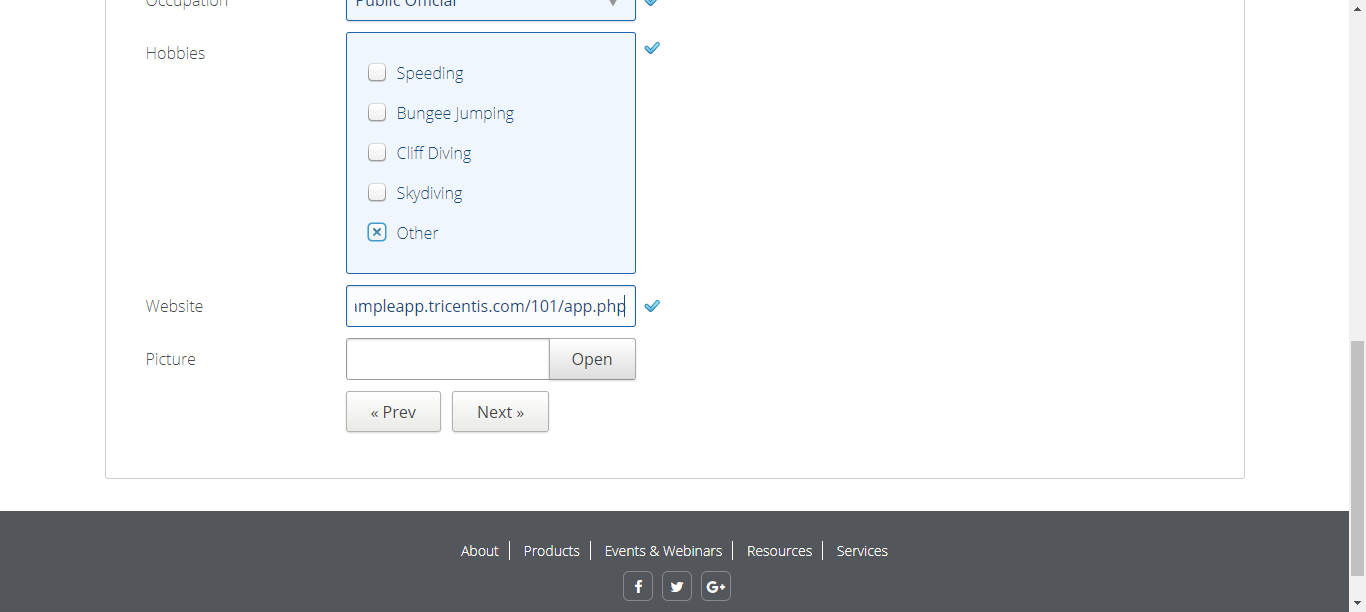 Occupation Public Official
Hobbies
Speeding
Bungee Jumping
Cliff Diving
Skydiving
Other
Website mpleapp.tricentis.com/101/app.php
Picture Open
« Prev Next »
About Products Events & Webinars Resources Services
f G+